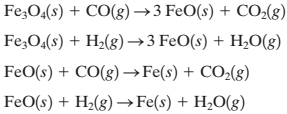 Fe₃O₄(s) + CO(g) → 3 FeO(s) + CO₂(g)
Fe₃O₄(s) + H₂(g) → 3 FeO(s) + H₂O(g)
FeO(s) + CO(g) → Fe(s) + CO₂(g)
FeO(s) + H₂(g) → Fe(s) + H₂O(g)